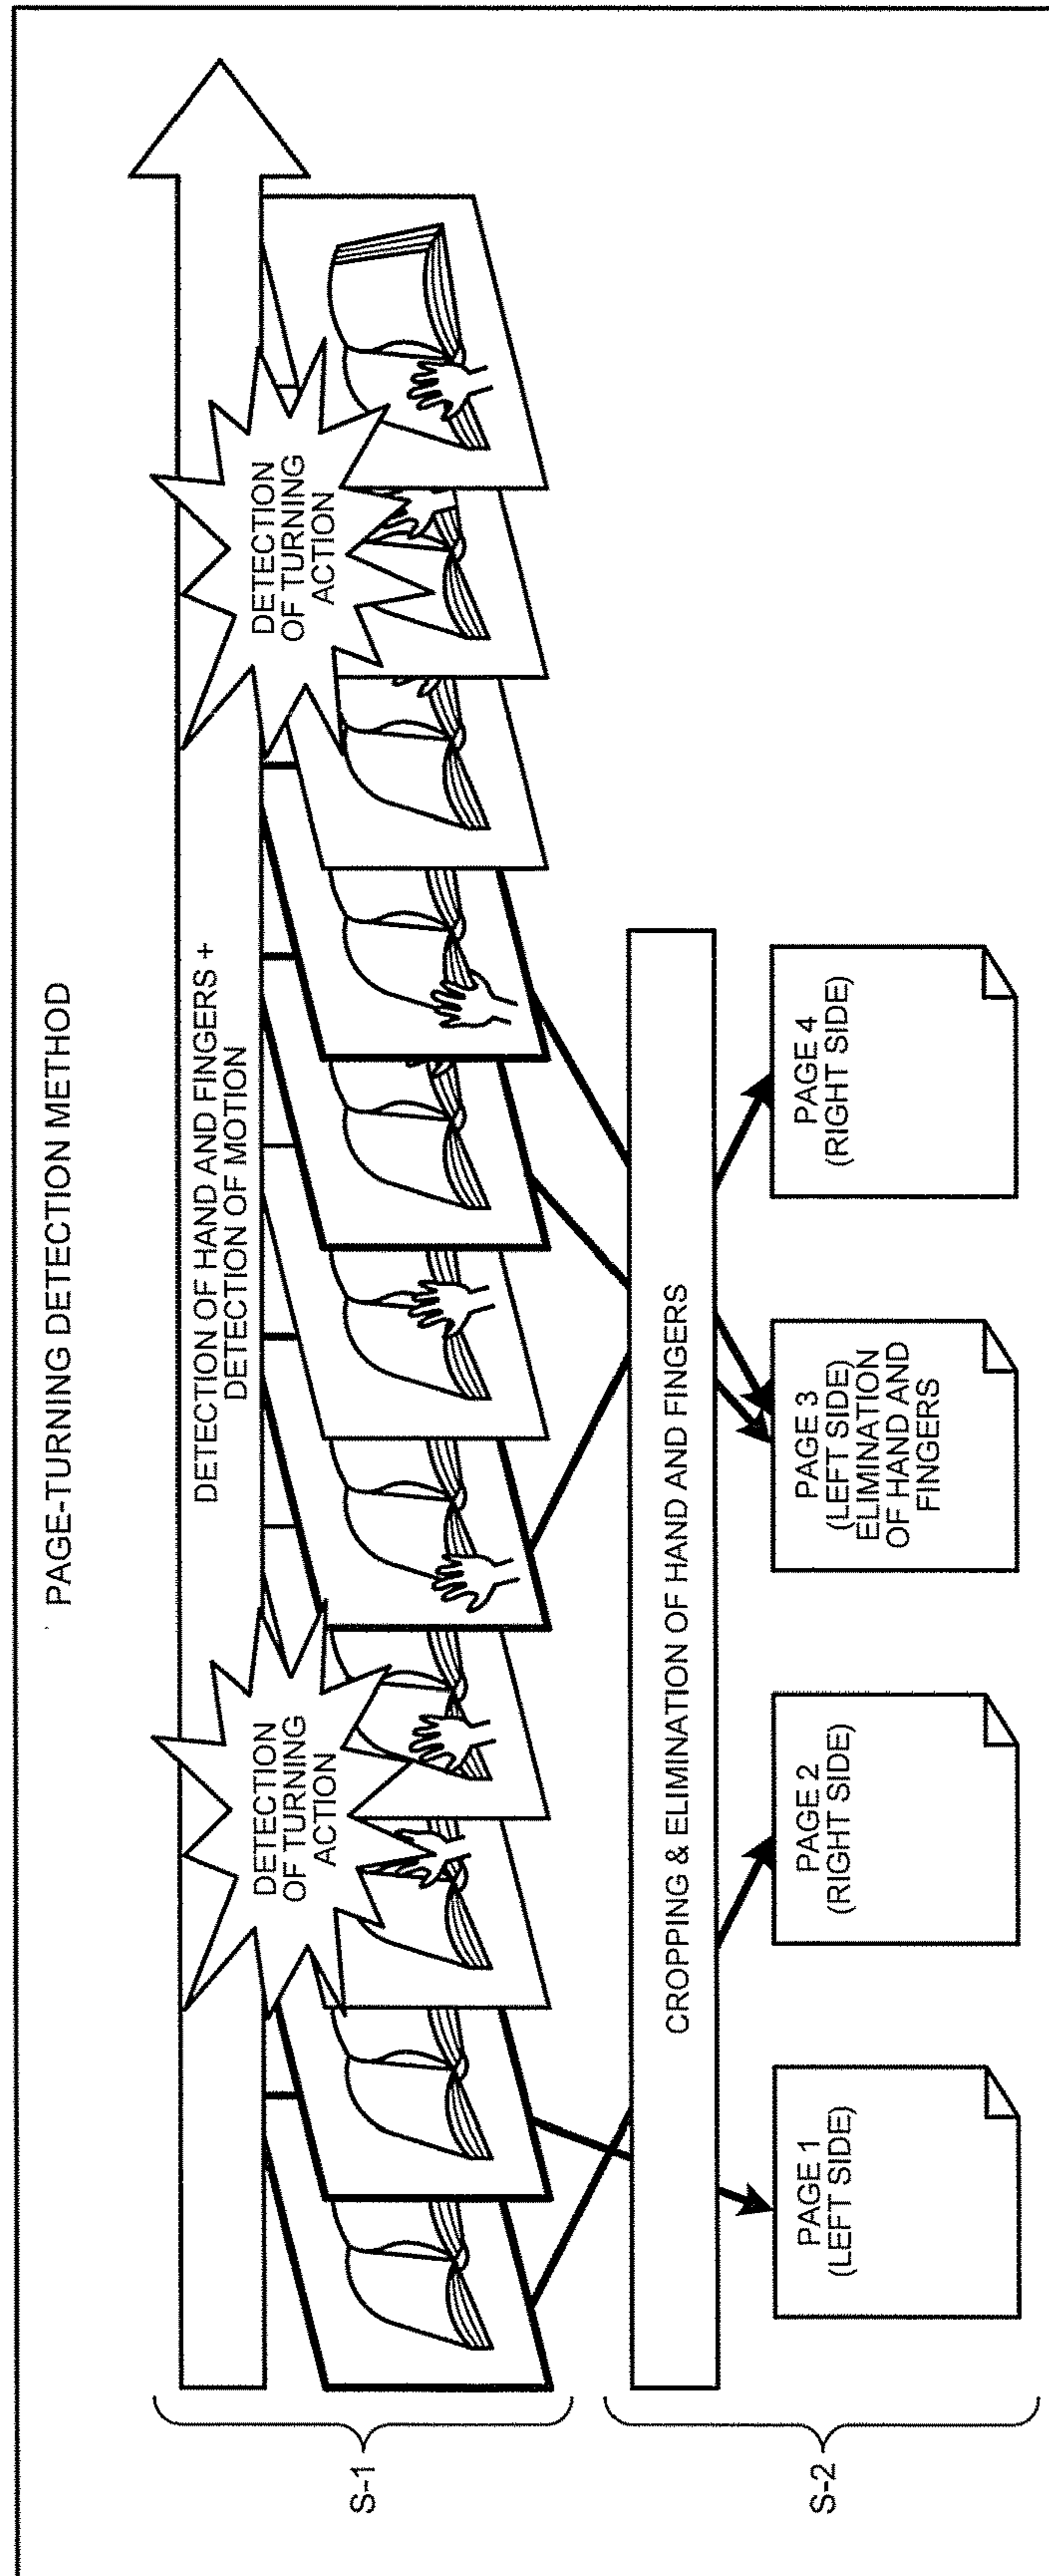 PAGE-TURNING DETECTION METHOD
S-1
DETECTION OF HAND AND FINGERS +
DETECTION OF MOTION
DETECTION
OF TURNING
ACTION
DETECTION
OF TURNING
ACTION
S-2
CROPPING & ELIMINATION OF HAND AND FINGERS
PAGE 1
(LEFT SIDE)
PAGE 2
(RIGHT SIDE)
PAGE 3
(LEFT SIDE)
ELIMINATION
OF HAND AND
FINGERS
PAGE 4
(RIGHT SIDE)